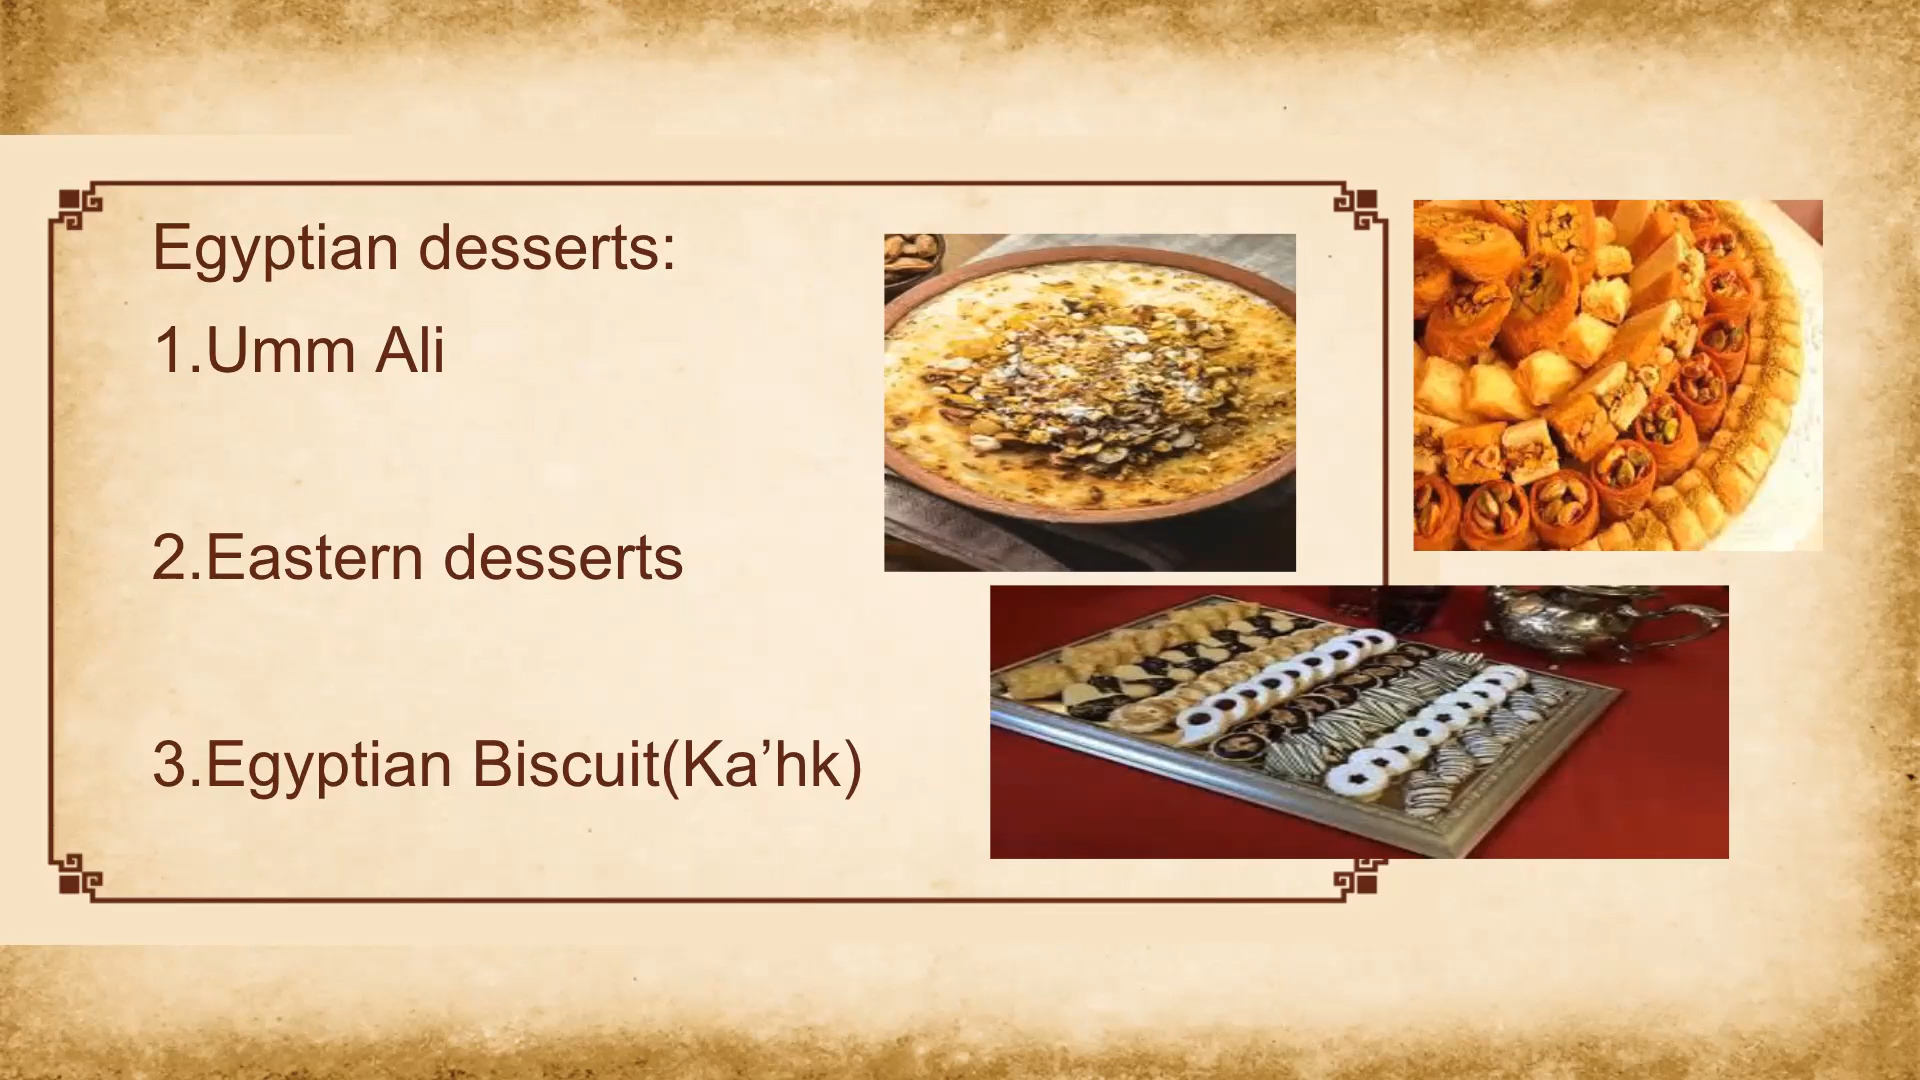 Egyptian desserts:
1.Umm Ali
2.Eastern desserts
3.Egyptian Biscuit(Ka’hk)